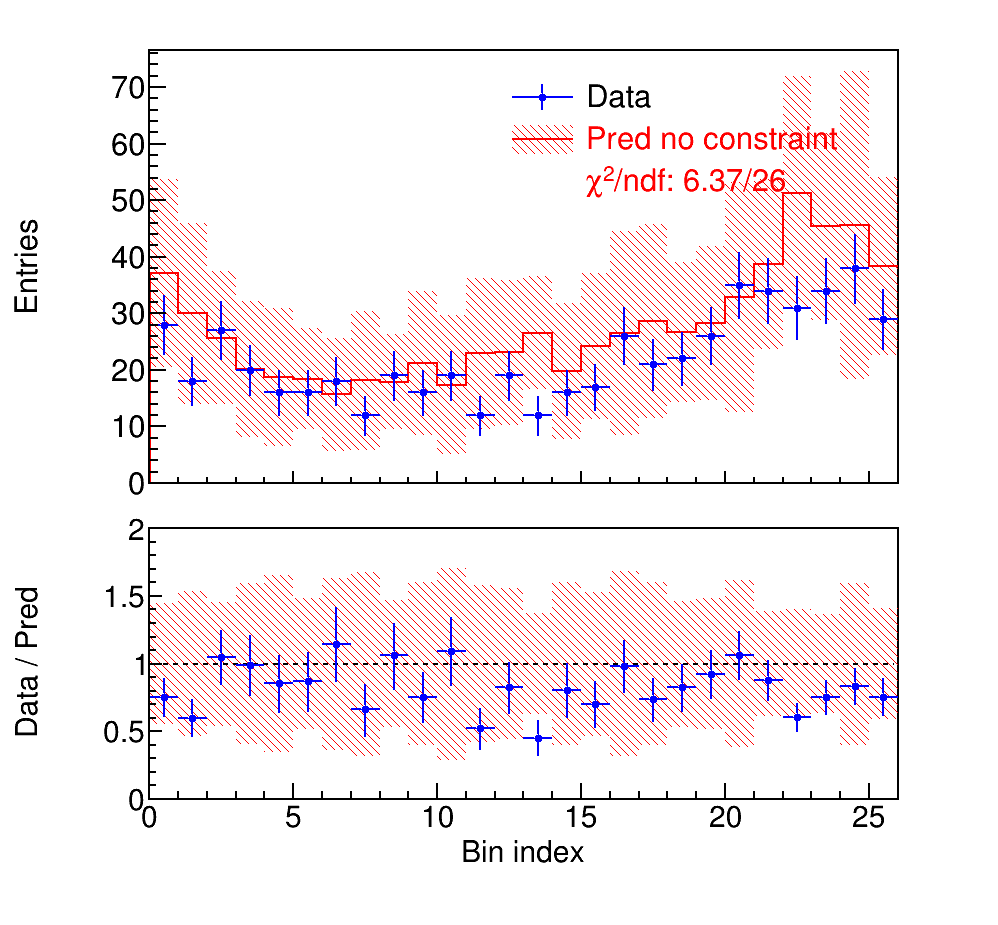 Data
Pred no constraint
χ²/ndf: 6.37/26
Entries
70
60
50
40
30
20
10
0
Data / Pred
2
1.5
1
0.5
0
0 5 10 15 20 25
Bin index